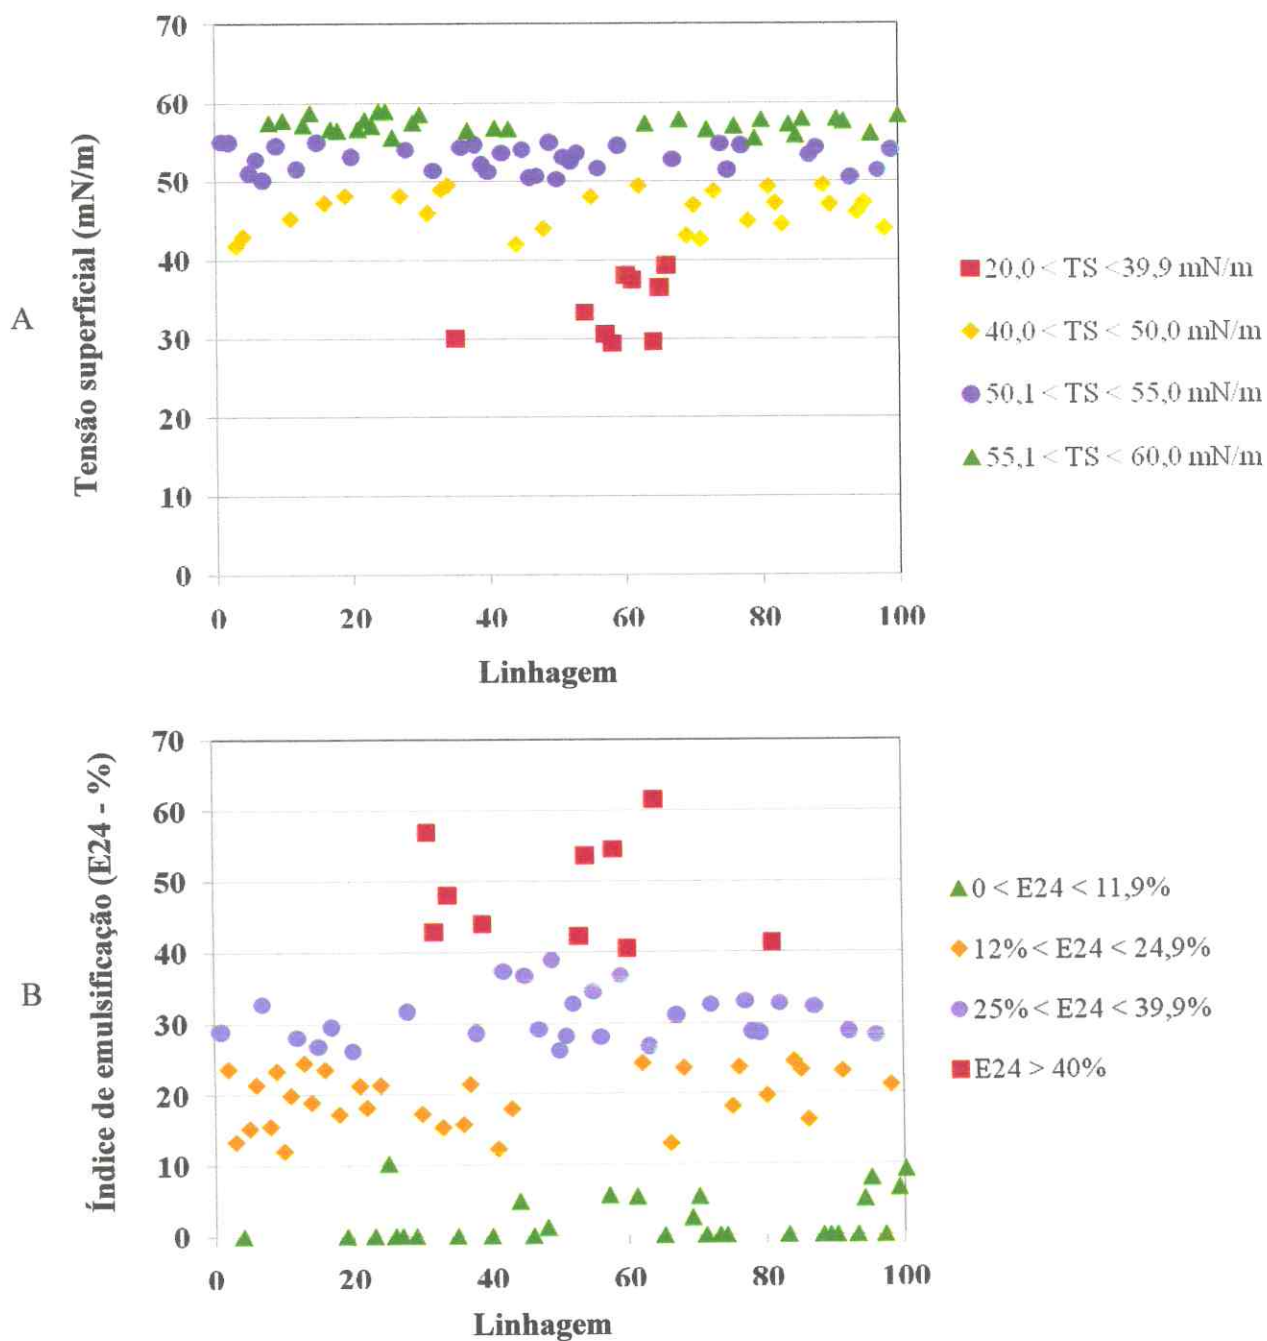 A
Tensão superficial (mN/m)
70
60
50
40
30
20
10
0
0 20 40 60 80 100
Linhagem
20,0 < TS <39,9 mN/m
40,0 < TS < 50,0 mN/m
50,1 < TS < 55,0 mN/m
55,1 < TS < 60,0 mN/m
B
Índice de emulsificação (E24 - %)
70
60
50
40
30
20
10
0
0 20 40 60 80 100
Linhagem
0 < E24 < 11,9%
12% < E24 < 24,9%
25% < E24 < 39,9%
E24 > 40%